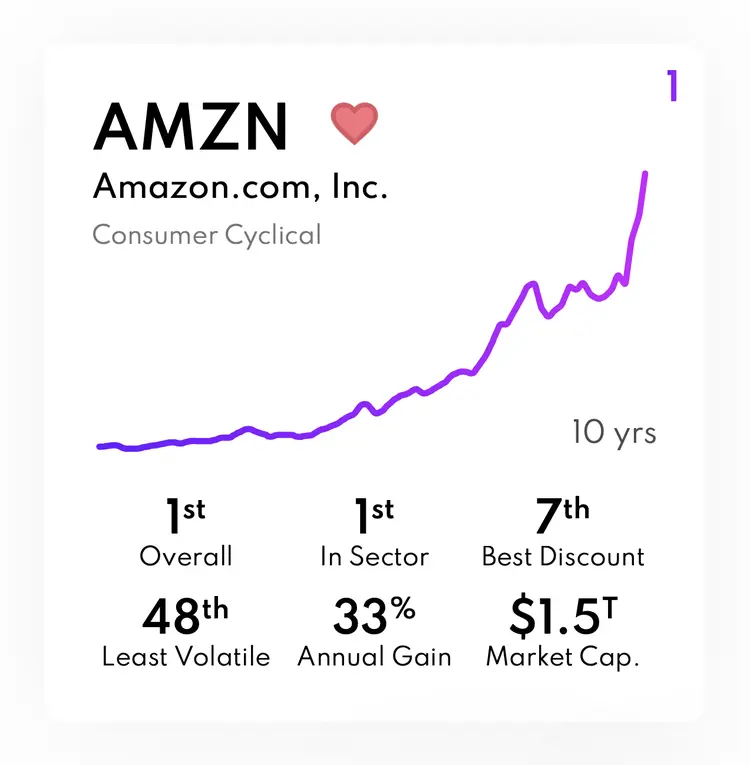 1
AMZN
Amazon.com, Inc.
Consumer Cyclical
10 yrs
1st 1st 7th
Overall In Sector Best Discount
48th 33% $1.5T
Least Volatile Annual Gain Market Cap.